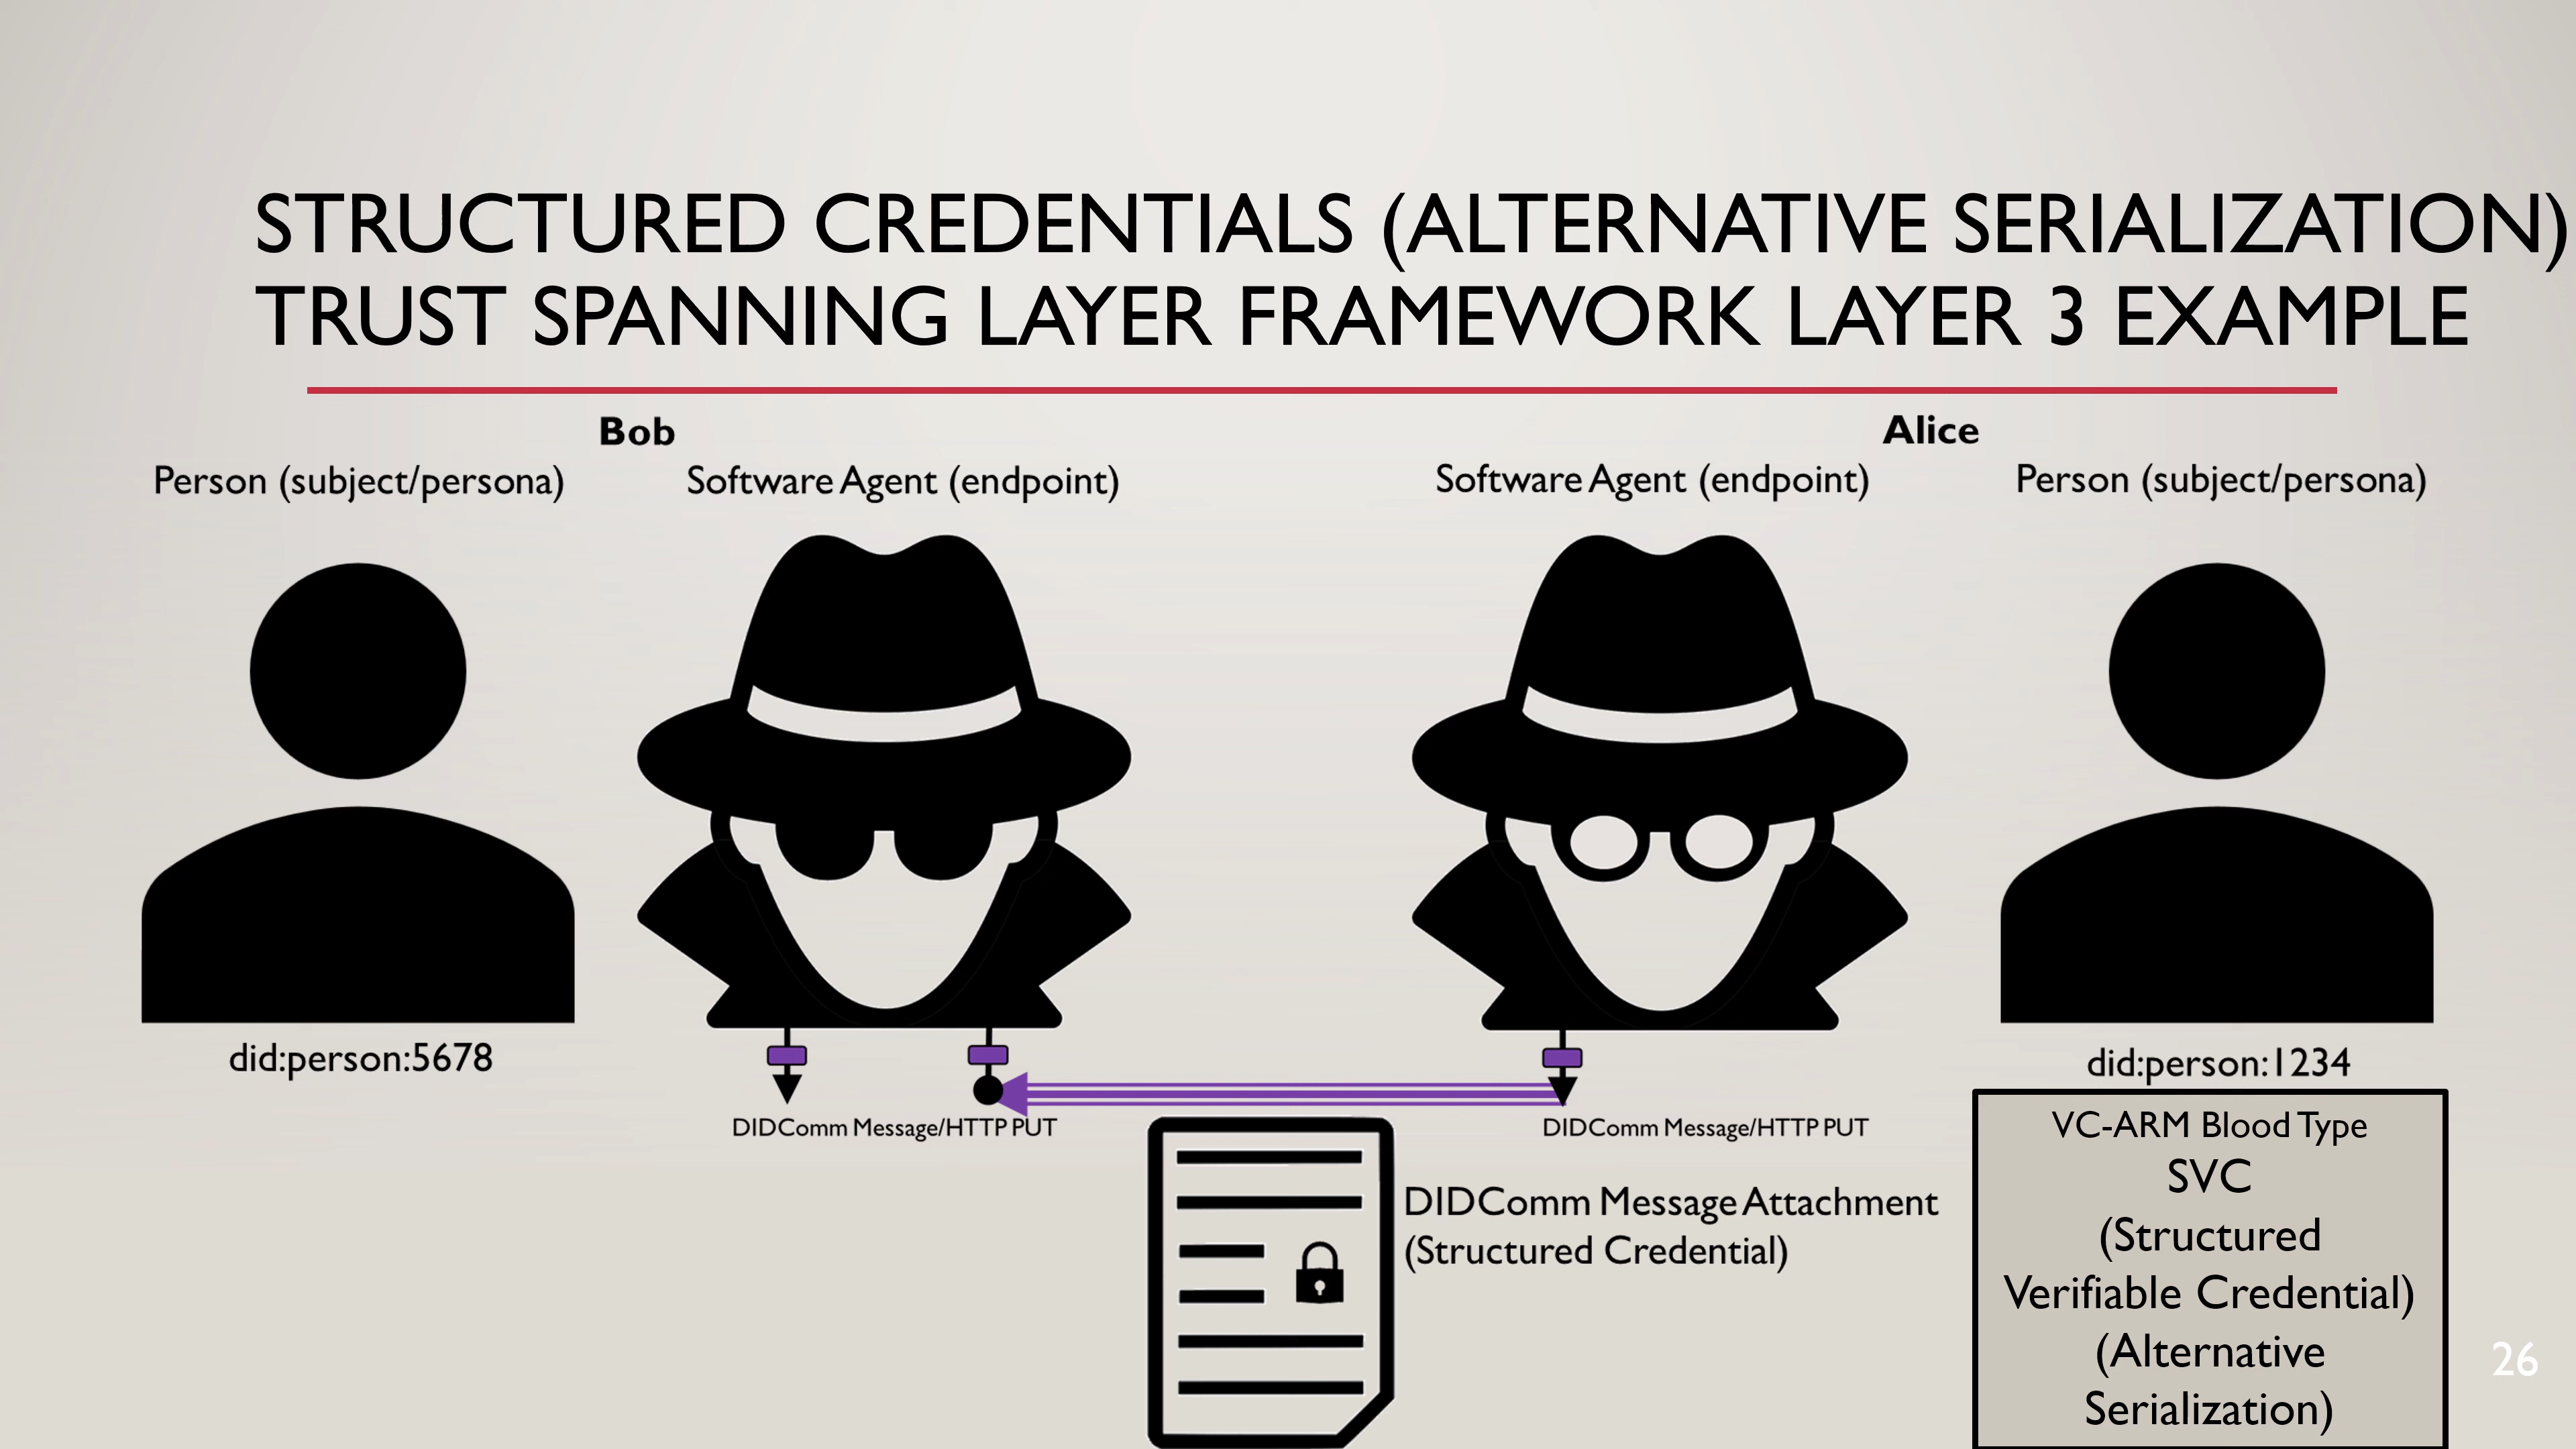 STRUCTURED CREDENTIALS (ALTERNATIVE SERIALIZATION)
TRUST SPANNING LAYER FRAMEWORK LAYER 3 EXAMPLE
Bob
Person (subject/persona)
Software Agent (endpoint)
Alice
Software Agent (endpoint)
Person (subject/persona)
did:person:5678
DIDComm Message/HTTP PUT
DIDComm Message/HTTP PUT
did:person:1234
DIDComm Message Attachment
(Structured Credential)
VC-ARM Blood Type
SVC
(Structured
Verifiable Credential)
(Alternative
Serialization)
26